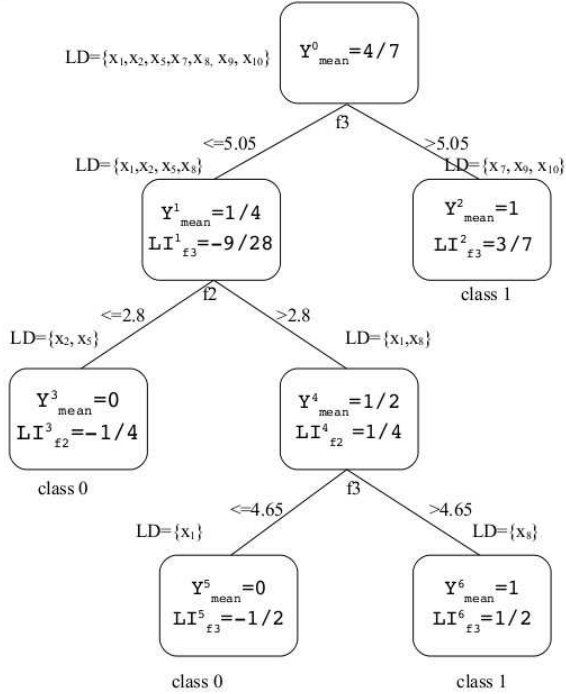 LD={x₁,x₂,x₅,x₇,x₈, x₉, x₁₀}
Y⁰mean=4/7
f3
<=5.05
>5.05
LD={x₁,x₂, x₅,x₈}
LD={x₇, x₉, x₁₀}
Y¹mean=1/4
LI¹f3=-9/28
Y²mean=1
LI²f3=3/7
f2
class 1
<=2.8
>2.8
LD={x₂, x₅}
LD={x₁,x₈}
Y³mean=0
LI³f2=-1/4
Y⁴mean=1/2
LI⁴f2=1/4
class 0
f3
<=4.65
>4.65
LD={x₁}
LD={x₈}
Y⁵mean=0
LI⁵f3=-1/2
Y⁶mean=1
LI⁶f3=1/2
class 0
class 1